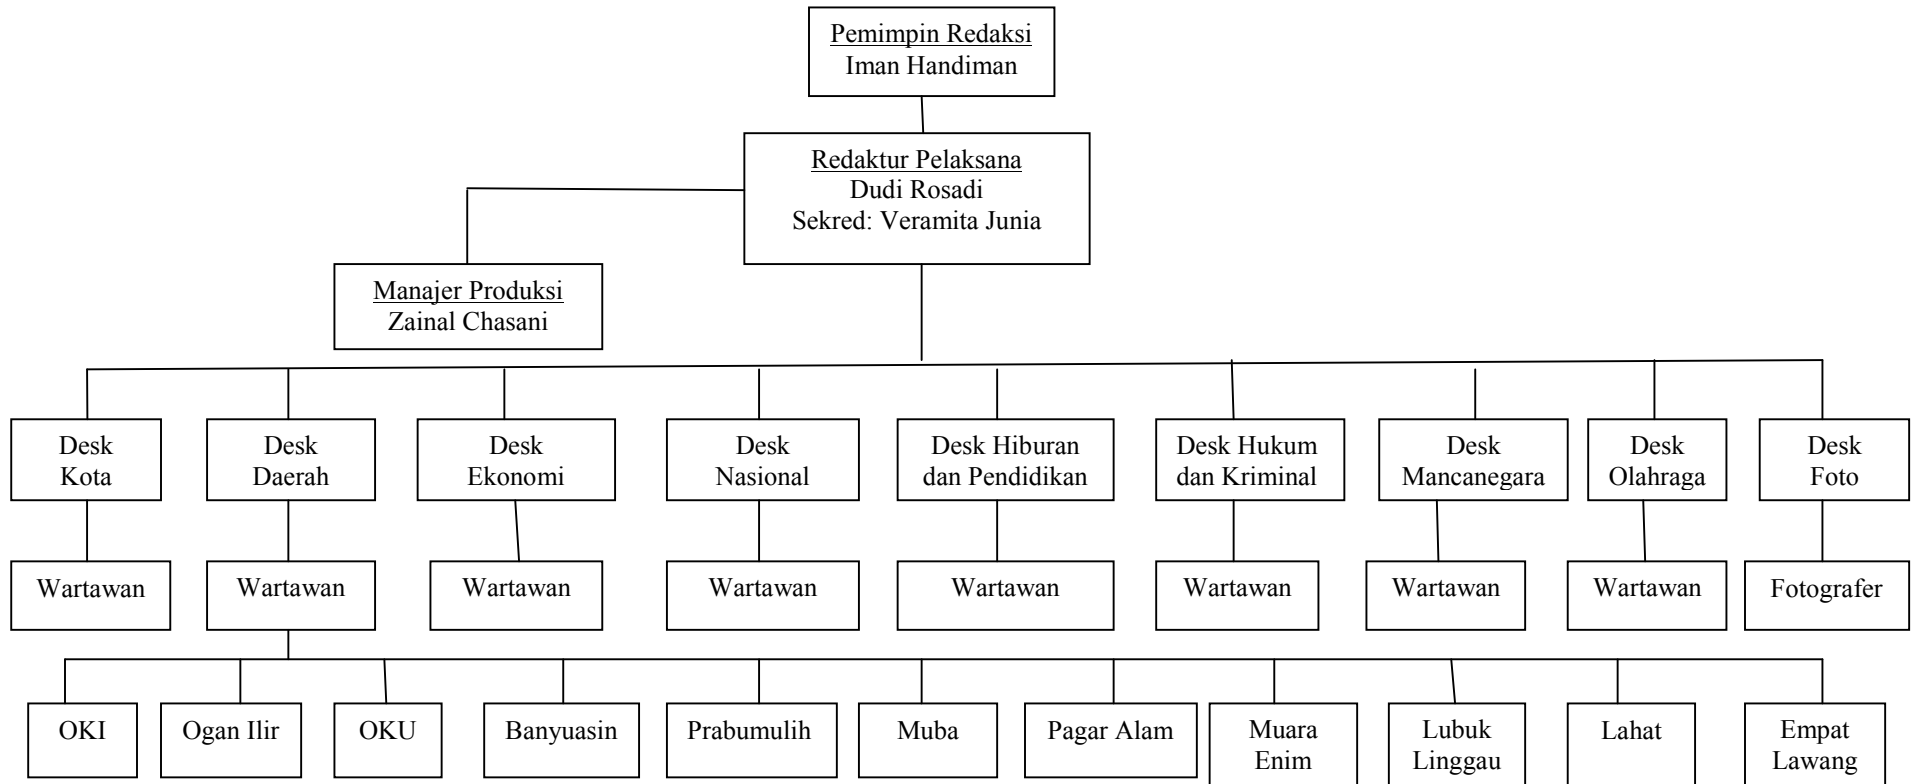 Pemimpin Redaksi
Iman Handiman
Redaktur Pelaksana
Dudi Rosadi
Sekred: Veramita Junia
Manajer Produksi
Zainal Chasani
Desk
Kota
Desk
Daerah
Desk
Ekonomi
Desk
Nasional
Desk Hiburan
dan Pendidikan
Desk Hukum
dan Kriminal
Desk
Mancanegara
Desk
Olahraga
Desk
Foto
Wartawan
Wartawan
Wartawan
Wartawan
Wartawan
Wartawan
Wartawan
Wartawan
Fotografer
OKI
Ogan Ilir
OKU
Banyuasin
Prabumulih
Muba
Pagar Alam
Muara
Enim
Lubuk
Linggau
Lahat
Empat
Lawang